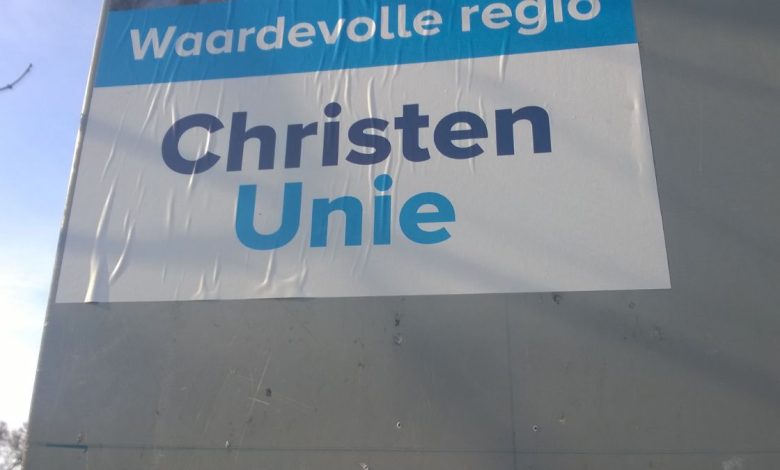 Waardevolle regio
Christen
Unie